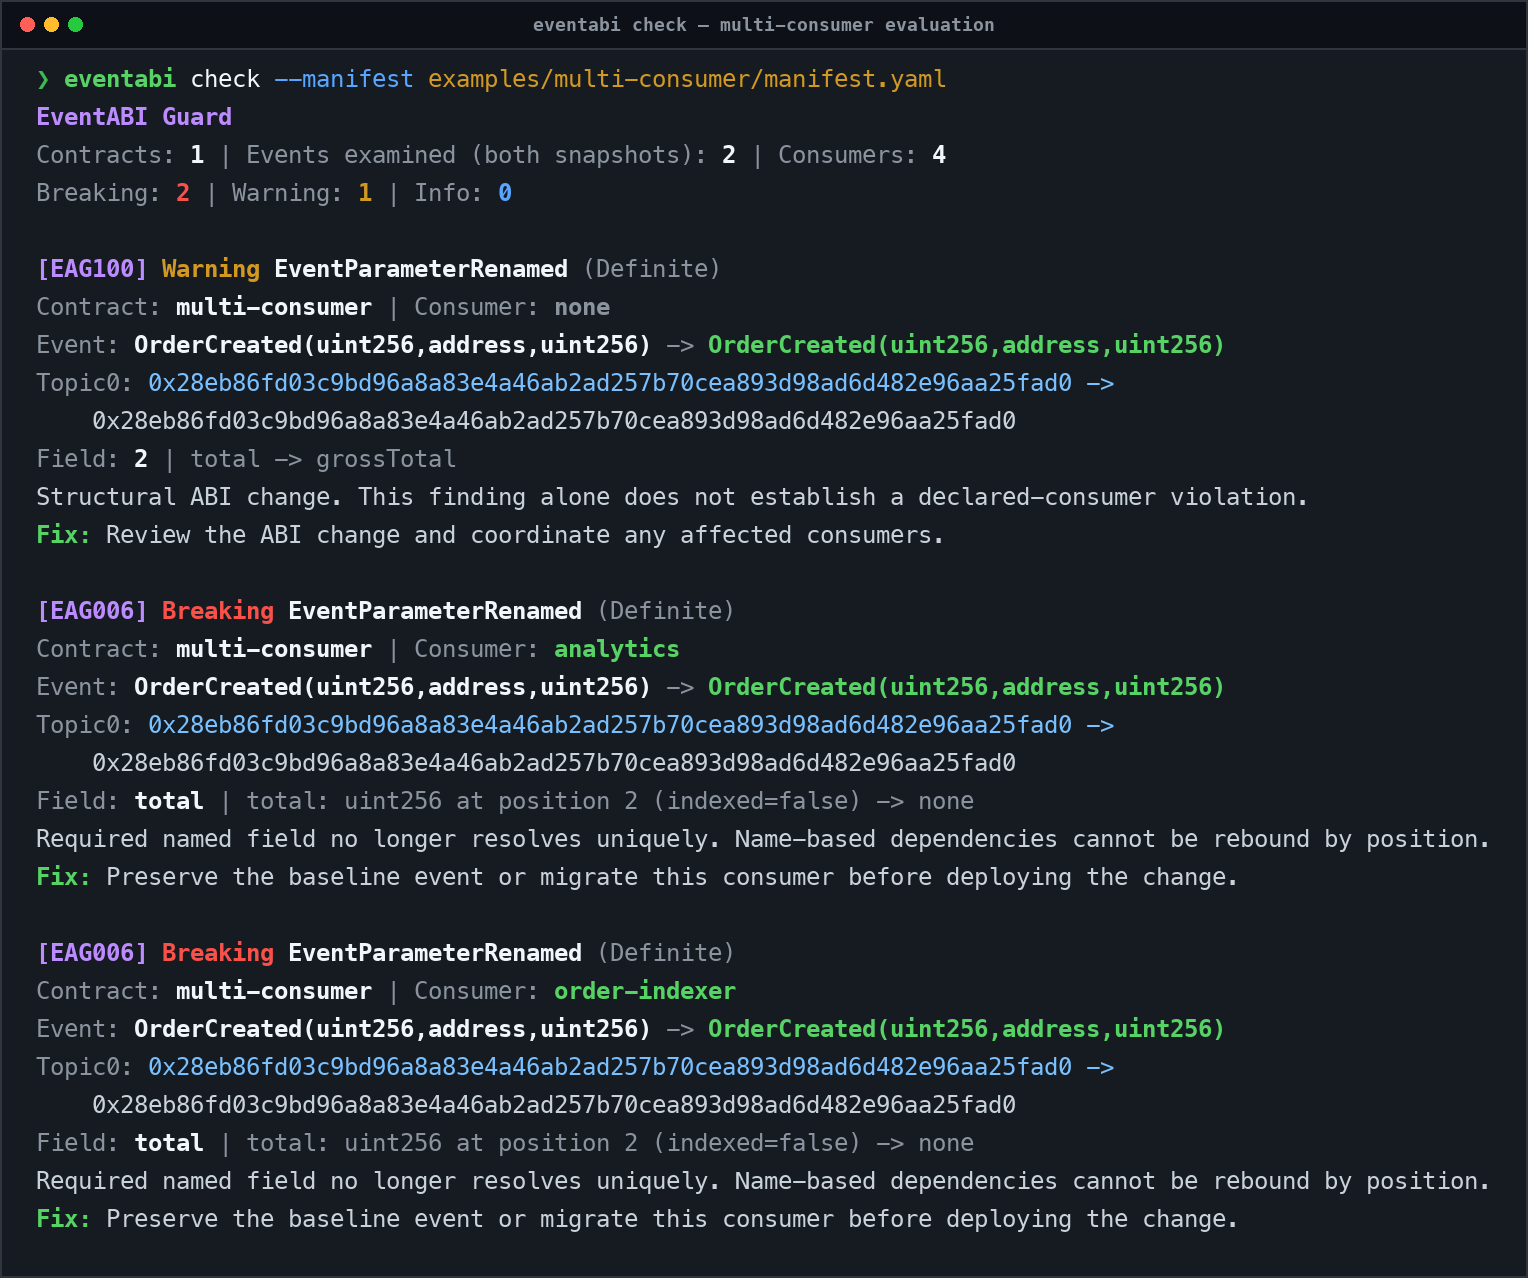 eventabi check — multi-consumer evaluation
❯ eventabi check --manifest examples/multi-consumer/manifest.yaml
EventABI Guard
Contracts: 1 | Events examined (both snapshots): 2 | Consumers: 4
Breaking: 2 | Warning: 1 | Info: 0
[EAG100] Warning EventParameterRenamed (Definite)
Contract: multi-consumer | Consumer: none
Event: OrderCreated(uint256,address,uint256) -> OrderCreated(uint256,address,uint256)
Topic0: 0x28eb86fd03c9bd96a8a83e4a46ab2ad257b70cea893d98ad6d482e96aa25fad0 ->
0x28eb86fd03c9bd96a8a83e4a46ab2ad257b70cea893d98ad6d482e96aa25fad0
Field: 2 | total -> grossTotal
Structural ABI change. This finding alone does not establish a declared-consumer violation.
Fix: Review the ABI change and coordinate any affected consumers.
[EAG006] Breaking EventParameterRenamed (Definite)
Contract: multi-consumer | Consumer: analytics
Event: OrderCreated(uint256,address,uint256) -> OrderCreated(uint256,address,uint256)
Topic0: 0x28eb86fd03c9bd96a8a83e4a46ab2ad257b70cea893d98ad6d482e96aa25fad0 ->
0x28eb86fd03c9bd96a8a83e4a46ab2ad257b70cea893d98ad6d482e96aa25fad0
Field: total | total: uint256 at position 2 (indexed=false) -> none
Required named field no longer resolves uniquely. Name-based dependencies cannot be rebound by position.
Fix: Preserve the baseline event or migrate this consumer before deploying the change.
[EAG006] Breaking EventParameterRenamed (Definite)
Contract: multi-consumer | Consumer: order-indexer
Event: OrderCreated(uint256,address,uint256) -> OrderCreated(uint256,address,uint256)
Topic0: 0x28eb86fd03c9bd96a8a83e4a46ab2ad257b70cea893d98ad6d482e96aa25fad0 ->
0x28eb86fd03c9bd96a8a83e4a46ab2ad257b70cea893d98ad6d482e96aa25fad0
Field: total | total: uint256 at position 2 (indexed=false) -> none
Required named field no longer resolves uniquely. Name-based dependencies cannot be rebound by position.
Fix: Preserve the baseline event or migrate this consumer before deploying the change.